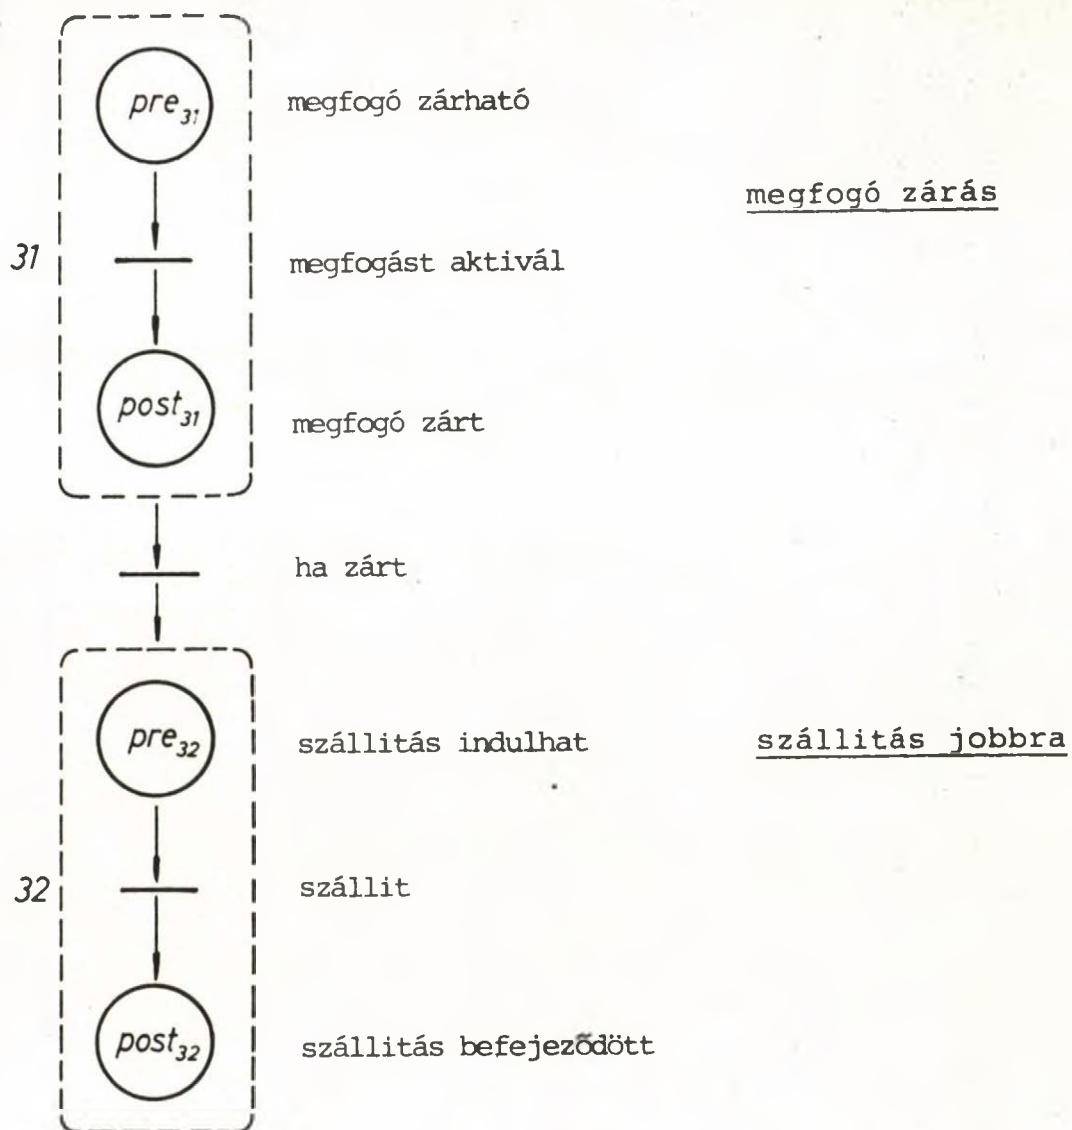 pre31 megfogó zárható
megfogó zárás
31 megfogást aktivál
post31 megfogó zárt
ha zárt
pre32 szállitás indulhat szállitás jobbra
32 szállit
post32 szállitás befejeződött